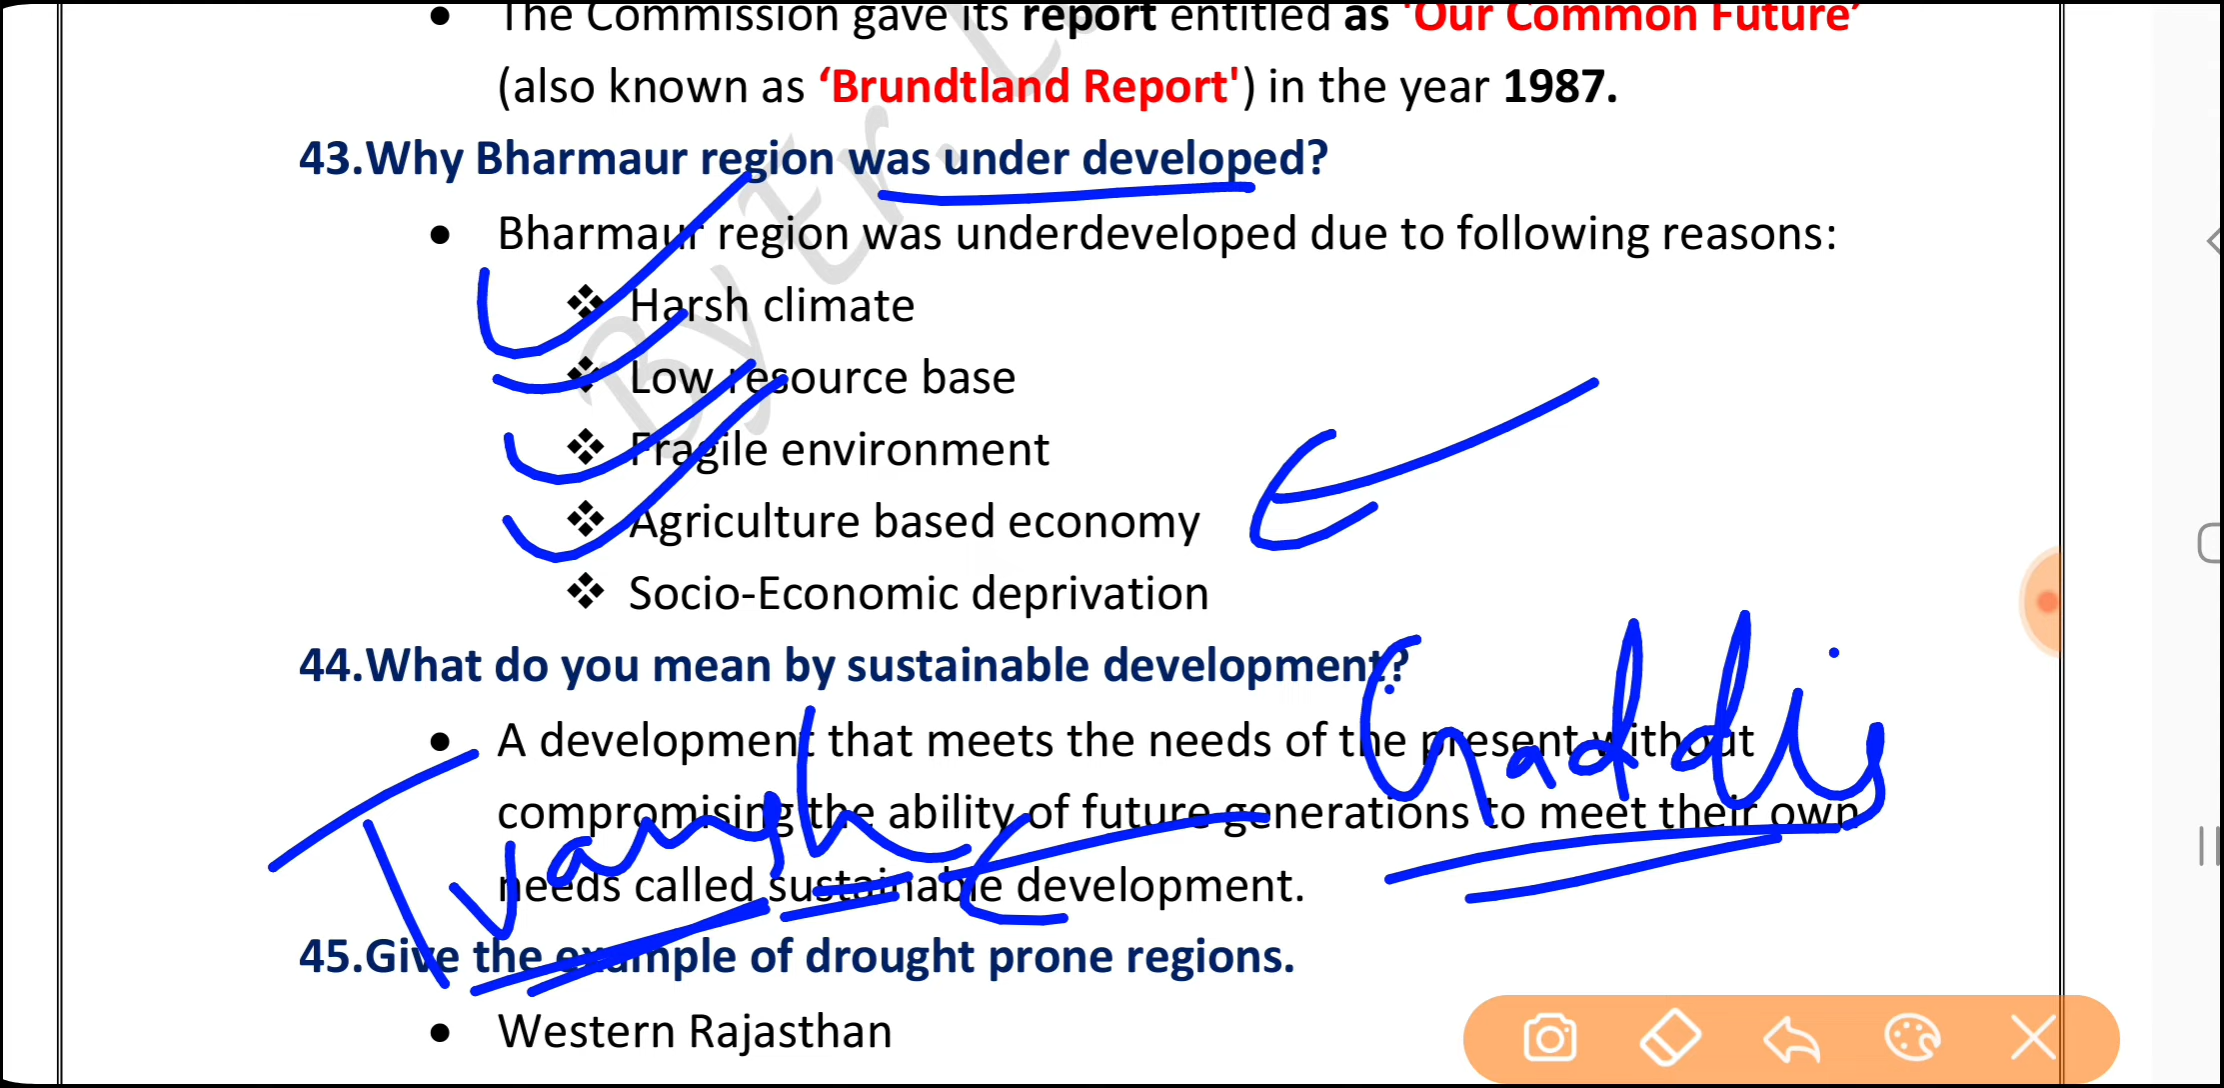 • The Commission gave its report entitled as 'Our Common Future'
(also known as ‘Brundtland Report') in the year 1987.
43.Why Bharmaur region was under developed?
• Bharmaur region was underdeveloped due to following reasons:
❖ Harsh climate
❖ Low resource base
❖ Fragile environment
❖ Agriculture based economy
❖ Socio-Economic deprivation
44.What do you mean by sustainable development?
• A development that meets the needs of the present without
compromising the ability of future generations to meet their own
needs called sustainable development.
45.Give the example of drought prone regions.
• Western Rajasthan
Gaddis
By Er.